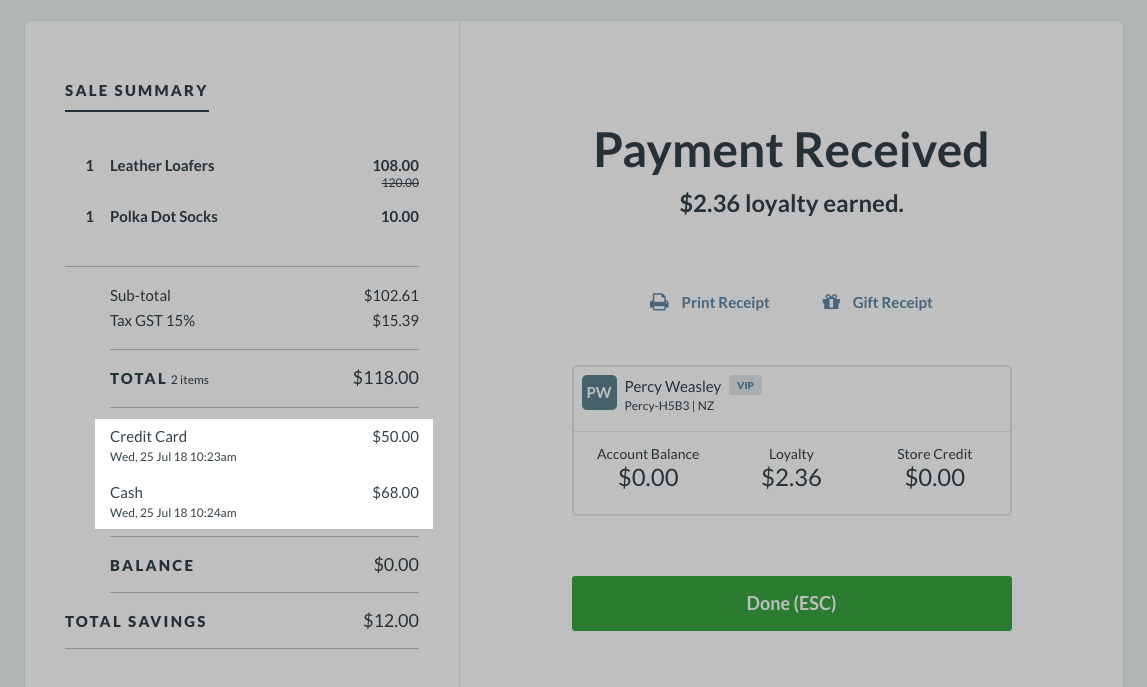 SALE SUMMARY
1 Leather Loafers 108.00
120.00
1 Polka Dot Socks 10.00
Sub-total $102.61
Tax GST 15% $15.39
TOTAL 2 items $118.00
Credit Card $50.00
Wed, 25 Jul 18 10:23am
Cash $68.00
Wed, 25 Jul 18 10:24am
BALANCE $0.00
TOTAL SAVINGS $12.00
Payment Received
$2.36 loyalty earned.
Print Receipt Gift Receipt
PW Percy Weasley VIP
Percy-H5B3 | NZ
Account Balance Loyalty Store Credit
$0.00 $2.36 $0.00
Done (ESC)